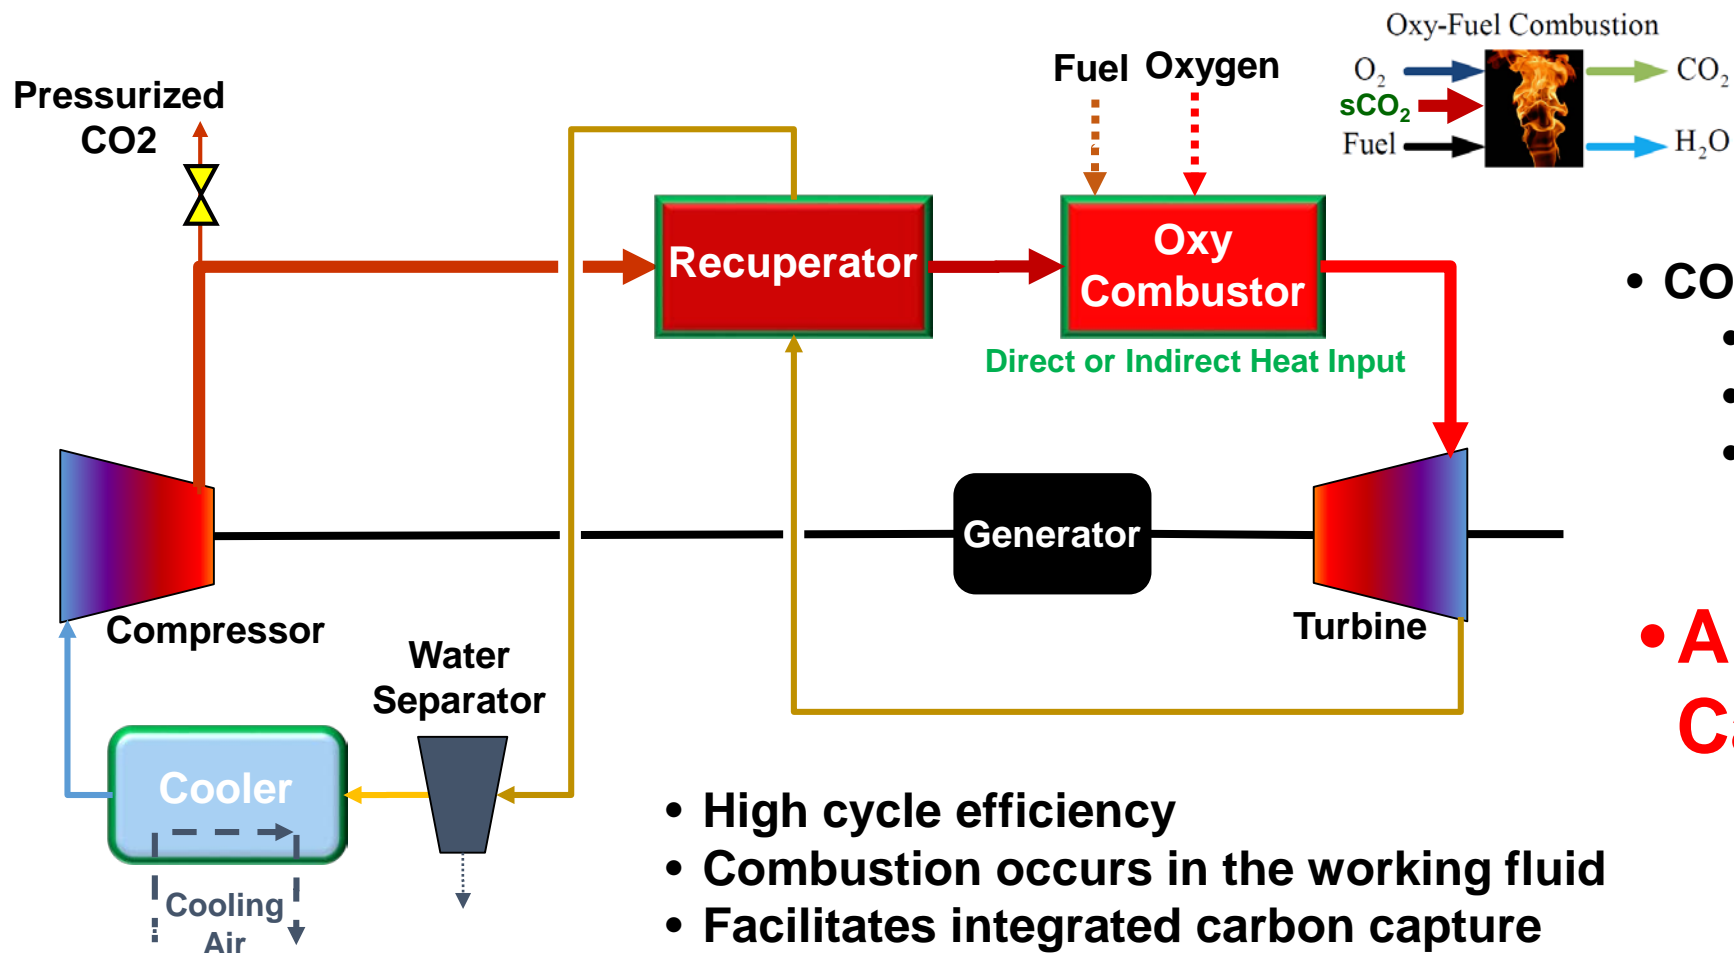 Oxy-Fuel Combustion
O₂
CO₂
sCO₂
Fuel
H₂O
Fuel Oxygen
Pressurized
CO2
Recuperator
Oxy
Combustor
Direct or Indirect Heat Input
• CO
•
•
•
Generator
Compressor
Turbine
Water
Separator
• A
Cooler
Cooling
Air
• High cycle efficiency
• Combustion occurs in the working fluid
• Facilitates integrated carbon capture